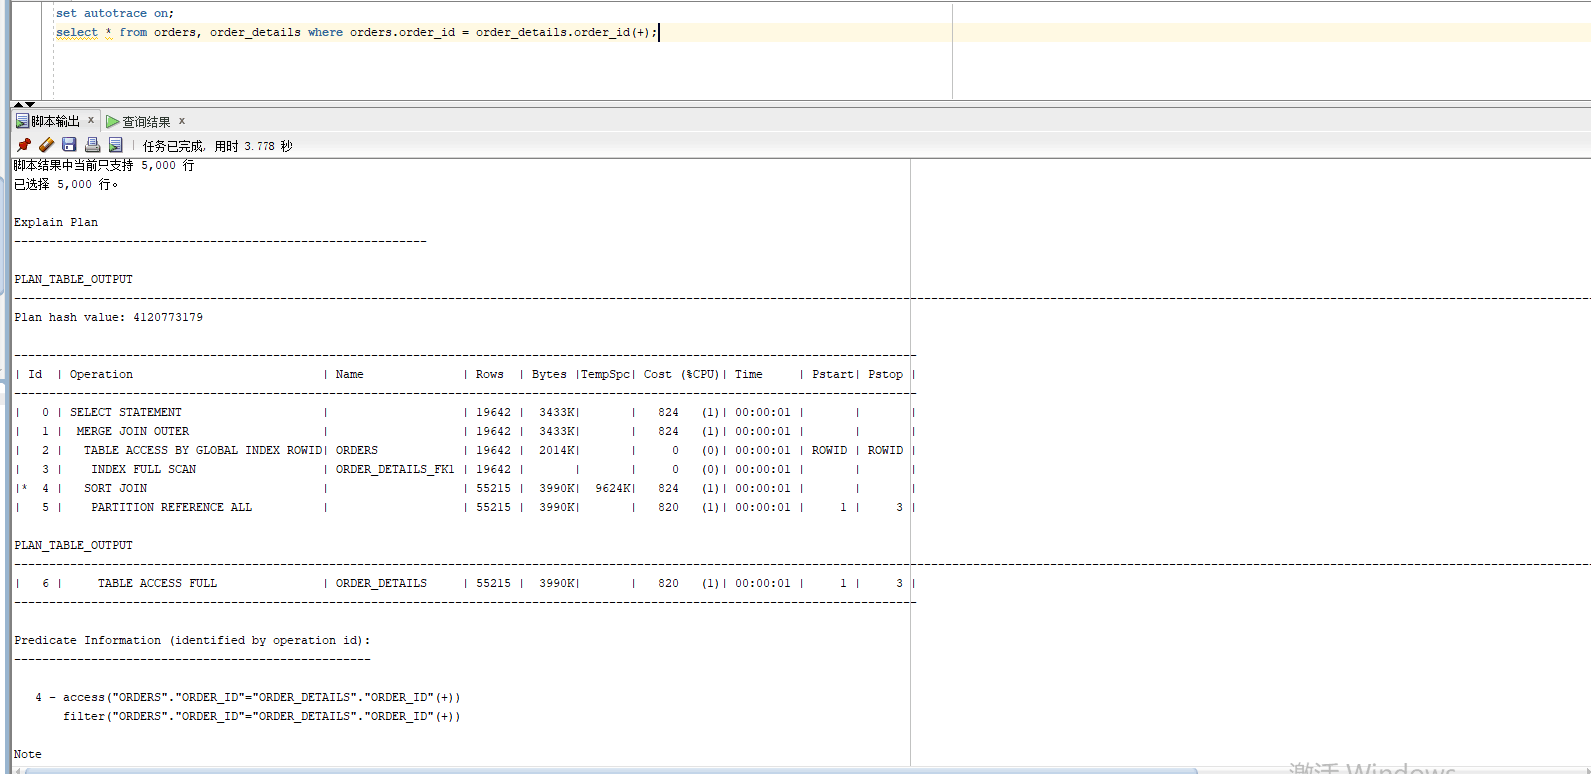 set autotrace on;
select * from orders, order_details where orders.order_id = order_details.order_id(+);
脚本输出 x 查询结果 x
任务已完成, 用时 3.778 秒
脚本结果中当前只支持 5,000 行
已选择 5,000 行。
Explain Plan
-----------------------------------------------------------
PLAN_TABLE_OUTPUT
--------------------------------------------------------------------------------------------------------------------------------
Plan hash value: 4120773179
--------------------------------------------------------------------------------------------------------------------------------
| Id  | Operation                           | Name             | Rows  | Bytes |TempSpc| Cost (%CPU)| Time     | Pstart| Pstop |
--------------------------------------------------------------------------------------------------------------------------------
|   0 | SELECT STATEMENT                    |                  | 19642 |  3433K|       |   824   (1)| 00:00:01 |       |       |
|   1 |  MERGE JOIN OUTER                   |                  | 19642 |  3433K|       |   824   (1)| 00:00:01 |       |       |
|   2 |   TABLE ACCESS BY GLOBAL INDEX ROWID| ORDERS           | 19642 |  2014K|       |     0   (0)| 00:00:01 | ROWID | ROWID |
|   3 |    INDEX FULL SCAN                  | ORDER_DETAILS_FK1 | 19642 |       |       |     0   (0)| 00:00:01 |       |       |
|*  4 |   SORT JOIN                         |                  | 55215 |  3990K|  9624K|   824   (1)| 00:00:01 |       |       |
|   5 |    PARTITION REFERENCE ALL          |                  | 55215 |  3990K|       |   820   (1)| 00:00:01 |     1 |     3 |
PLAN_TABLE_OUTPUT
--------------------------------------------------------------------------------------------------------------------------------
|   6 |     TABLE ACCESS FULL               | ORDER_DETAILS    | 55215 |  3990K|       |   820   (1)| 00:00:01 |     1 |     3 |
--------------------------------------------------------------------------------------------------------------------------------
Predicate Information (identified by operation id):
---------------------------------------------------
4 - access("ORDERS"."ORDER_ID"="ORDER_DETAILS"."ORDER_ID"(+))
filter("ORDERS"."ORDER_ID"="ORDER_DETAILS"."ORDER_ID"(+))
Note
激活 Windows